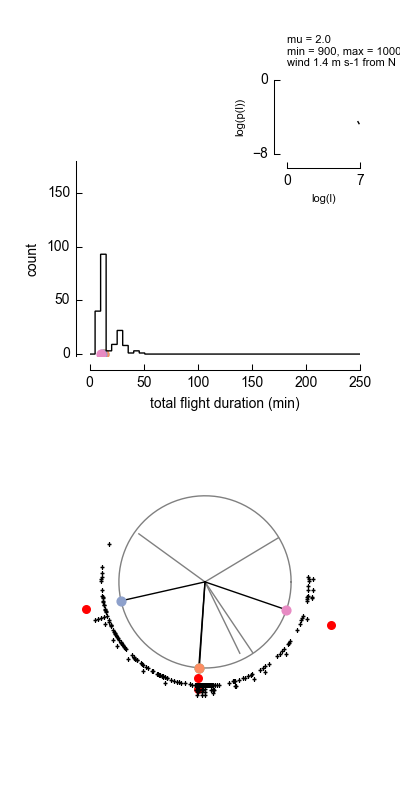 mu = 2.0
min = 900, max = 1000
wind 1.4 m s-1 from N
0
log(p(l))
−8
0 7
log(l)
150
100
count
50
0
0 50 100 150 200 250
total flight duration (min)